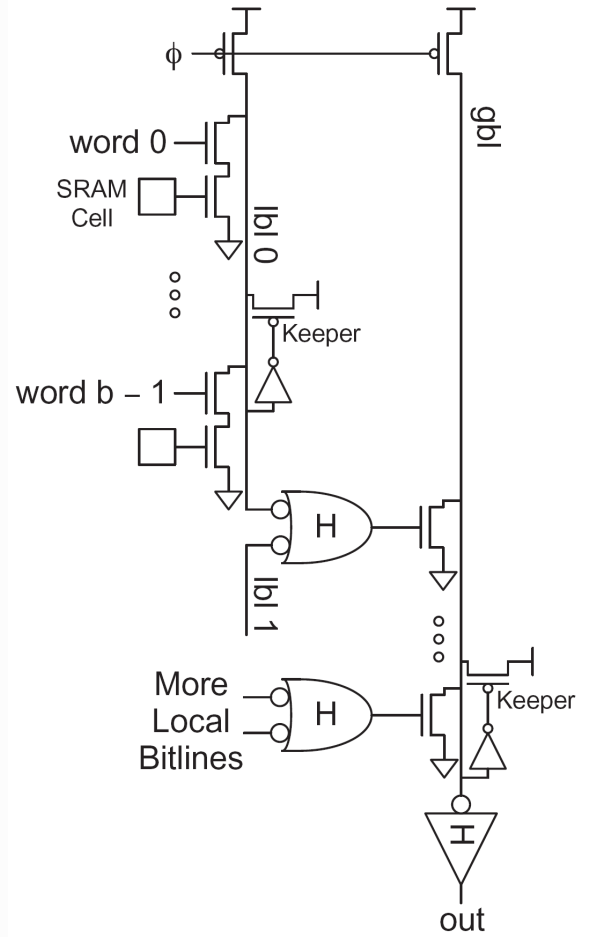 ϕ
gbl
word 0
SRAM
Cell
lbl 0
Keeper
word b – 1
H
lbl 1
More
Local
Bitlines
H
Keeper
H
out